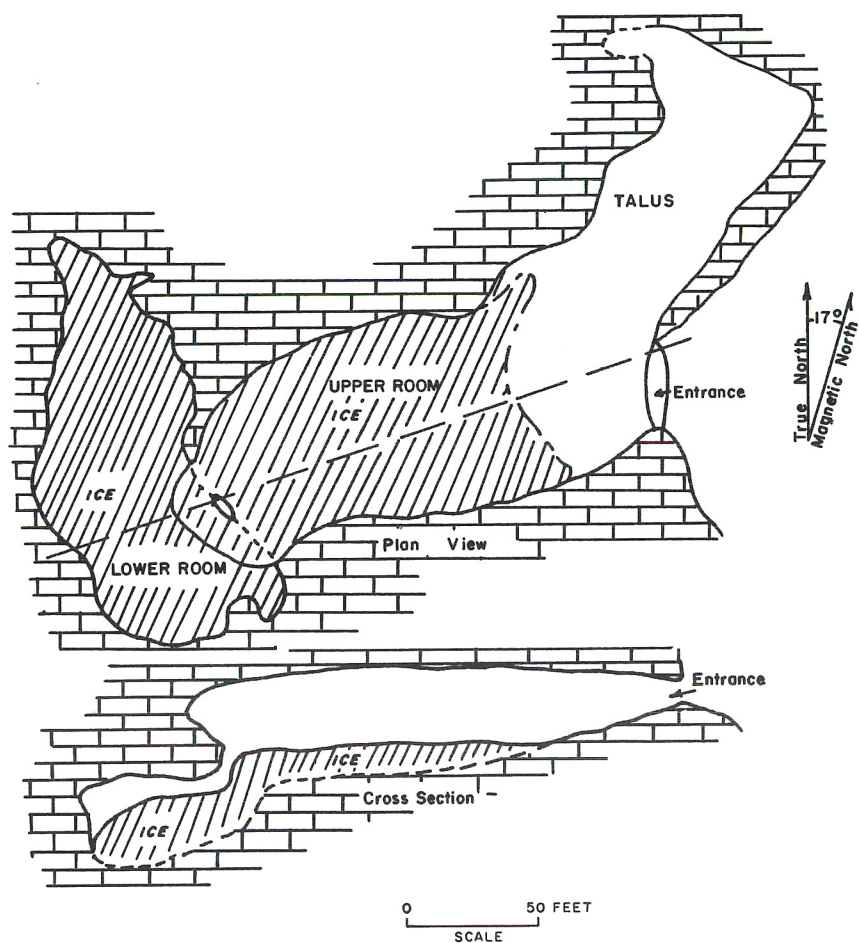 TALUS
17º
True North
Magnetic North
UPPER ROOM
ICE
Entrance
ICE
Plan View
LOWER ROOM
Entrance
ICE
Cross Section
ICE
0 50 FEET
SCALE